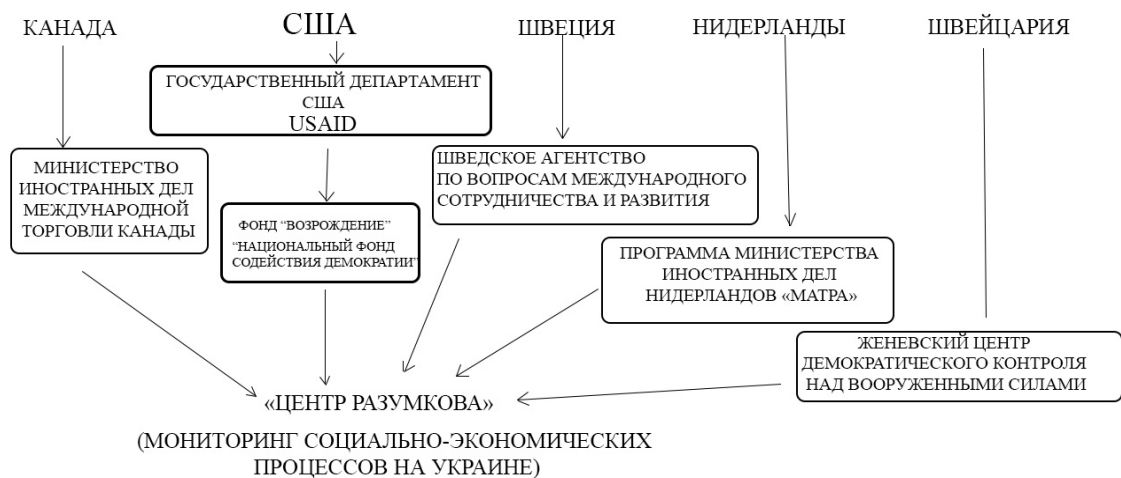 КАНАДА
США
ШВЕЦИЯ
НИДЕРЛАНДЫ
ШВЕЙЦАРИЯ
ГОСУДАРСТВЕННЫЙ ДЕПАРТАМЕНТ
США
USAID
МИНИСТЕРСТВО
ИНОСТРАННЫХ ДЕЛ
МЕЖДУНАРОДНОЙ
ТОРГОВЛИ КАНАДЫ
ФОНД “ВОЗРОЖДЕНИЕ”
“НАЦИОНАЛЬНЫЙ ФОНД
СОДЕЙСТВИЯ ДЕМОКРАТИИ”
ШВЕДСКОЕ АГЕНТСТВО
ПО ВОПРОСАМ МЕЖДУНАРОДНОГО
СОТРУДНИЧЕСТВА И РАЗВИТИЯ
ПРОГРАММА МИНИСТЕРСТВА
ИНОСТРАННЫХ ДЕЛ
НИДЕРЛАНДОВ «МАТРА»
ЖЕНЕВСКИЙ ЦЕНТР
ДЕМОКРАТИЧЕСКОГО КОНТРОЛЯ
НАД ВООРУЖЕННЫМИ СИЛАМИ
«ЦЕНТР РАЗУМКОВА»
(МОНИТОРИНГ СОЦИАЛЬНО-ЭКОНОМИЧЕСКИХ
ПРОЦЕССОВ НА УКРАИНЕ)